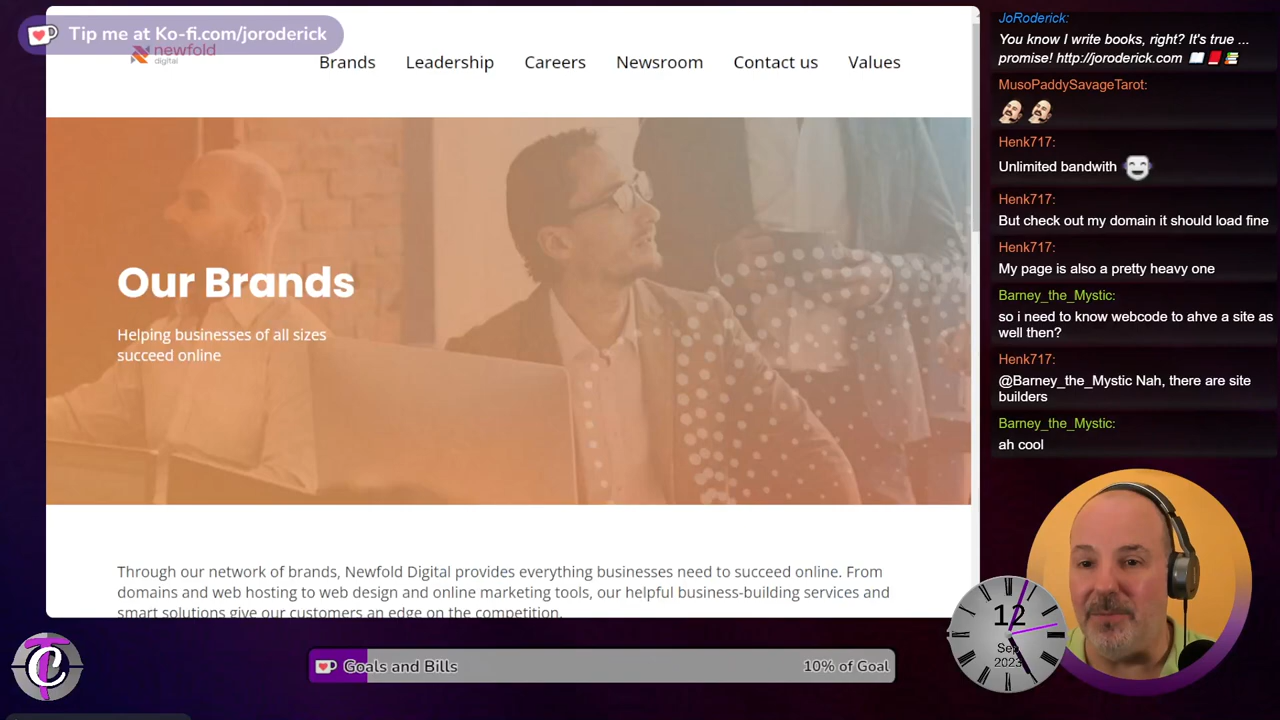 Tip me at Ko-fi.com/joroderick
newfold
digital
Brands
Leadership
Careers
Newsroom
Contact us
Values
Our Brands
Helping businesses of all sizes
succeed online
Through our network of brands, Newfold Digital provides everything businesses need to succeed online. From
domains and web hosting to web design and online marketing tools, our helpful business-building services and
smart solutions give our customers an edge on the competition.
JoRoderick:
You know I write books, right? It's true ...
promise! http://joroderick.com
MusoPaddySavageTarot:
Henk717:
Unlimited bandwith
Henk717:
But check out my domain it should load fine
Henk717:
My page is also a pretty heavy one
Barney_the_Mystic:
so i need to know webcode to ahve a site as
well then?
Henk717:
@Barney_the_Mystic Nah, there are site
builders
Barney_the_Mystic:
ah cool
TC
Goals and Bills
10% of Goal
12
Sep
2023